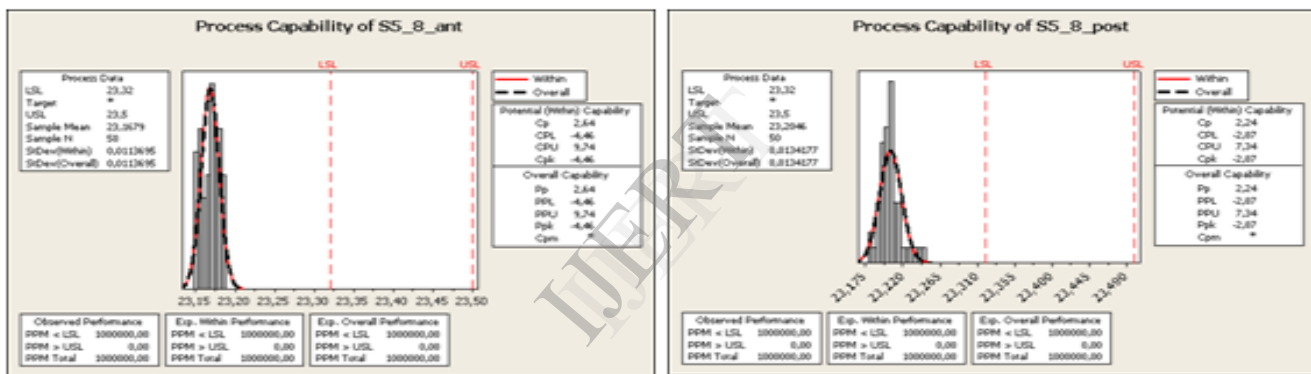 Process Capability of S5_8_ant
LSL
USL
Process Data
LSL 23,32
Target *
USL 23,5
Sample Mean 23,1679
Sample N 50
StDev(Within) 0,0113695
StDev(Overall) 0,0113695
Within
Overall
Potential (Within) Capability
Cp 2,64
CPL -4,46
CPU 9,74
Cpk -4,46
Overall Capability
Pp 2,64
PPL -4,46
PPU 9,74
Ppk -4,46
Cpm *
23,15 23,20 23,25 23,30 23,35 23,40 23,45 23,50
Observed Performance
PPM < LSL 1000000,00
PPM > USL 0,00
PPM Total 1000000,00
Exp. Within Performance
PPM < LSL 1000000,00
PPM > USL 0,00
PPM Total 1000000,00
Exp. Overall Performance
PPM < LSL 1000000,00
PPM > USL 0,00
PPM Total 1000000,00
Process Capability of S5_8_post
LSL
USL
Process Data
LSL 23,32
Target *
USL 23,5
Sample Mean 23,2046
Sample N 50
StDev(Within) 0,0134177
StDev(Overall) 0,0134177
Within
Overall
Potential (Within) Capability
Cp 2,24
CPL -2,87
CPU 7,34
Cpk -2,87
Overall Capability
Pp 2,24
PPL -2,87
PPU 7,34
Ppk -2,87
Cpm *
23,175 23,220 23,265 23,310 23,355 23,400 23,445 23,490
Observed Performance
PPM < LSL 1000000,00
PPM > USL 0,00
PPM Total 1000000,00
Exp. Within Performance
PPM < LSL 1000000,00
PPM > USL 0,00
PPM Total 1000000,00
Exp. Overall Performance
PPM < LSL 1000000,00
PPM > USL 0,00
PPM Total 1000000,00
IJERT